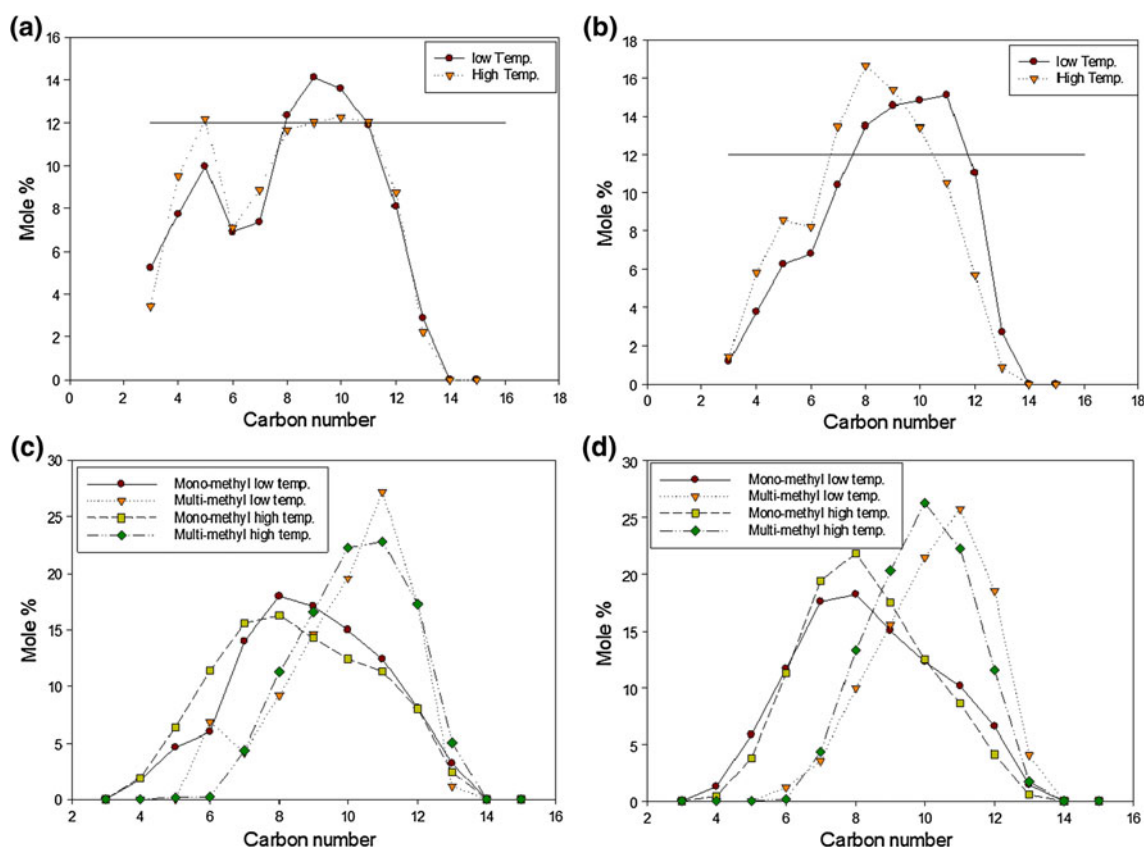 (a)
low Temp.
High Temp.
Mole %
16
14
12
10
8
6
4
2
0
0 2 4 6 8 10 12 14 16 18
Carbon number
(b)
low Temp.
High Temp.
Mole %
18
16
14
12
10
8
6
4
2
0
0 2 4 6 8 10 12 14 16 18
Carbon number
(c)
Mono-methyl low temp.
Multi-methyl low temp.
Mono-methyl high temp.
Multi-methyl high temp.
Mole %
30
25
20
15
10
5
0
2 4 6 8 10 12 14 16
Carbon number
(d)
Mono-methyl low temp.
Multi-methyl low temp.
Mono-methyl high temp.
Multi-methyl high temp.
Mole %
30
25
20
15
10
5
0
2 4 6 8 10 12 14 16
Carbon number